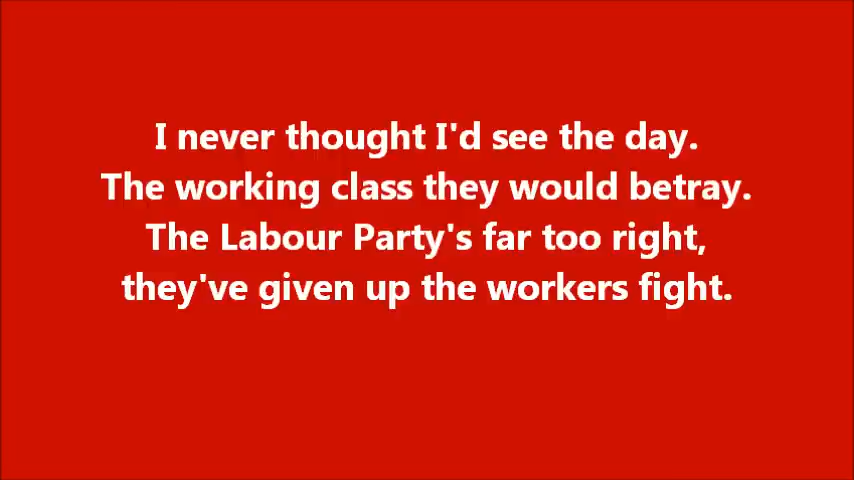 I never thought I'd see the day.
The working class they would betray.
The Labour Party's far too right,
they've given up the workers fight.